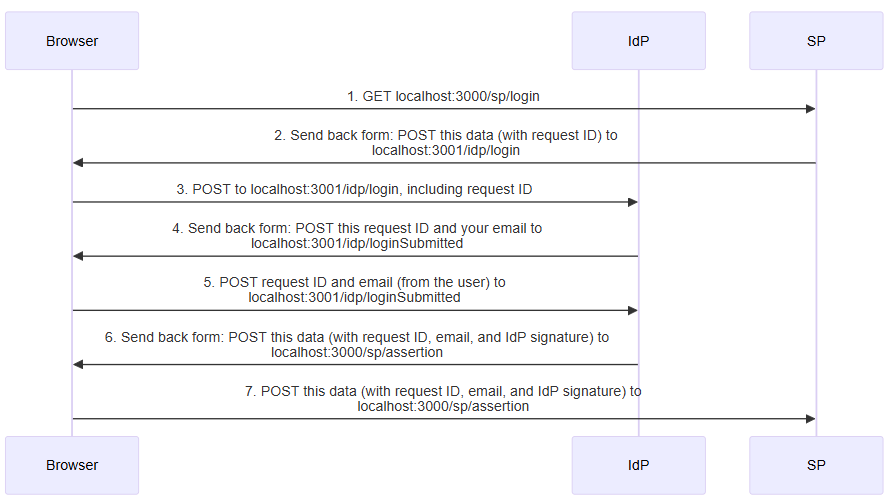 Browser
IdP
SP
1. GET localhost:3000/sp/login
2. Send back form: POST this data (with request ID) to
localhost:3001/idp/login
3. POST to localhost:3001/idp/login, including request ID
4. Send back form: POST this request ID and your email to
localhost:3001/idp/loginSubmitted
5. POST request ID and email (from the user) to
localhost:3001/idp/loginSubmitted
6. Send back form: POST this data (with request ID, email, and IdP signature) to
localhost:3000/sp/assertion
7. POST this data (with request ID, email, and IdP signature) to
localhost:3000/sp/assertion
Browser
IdP
SP